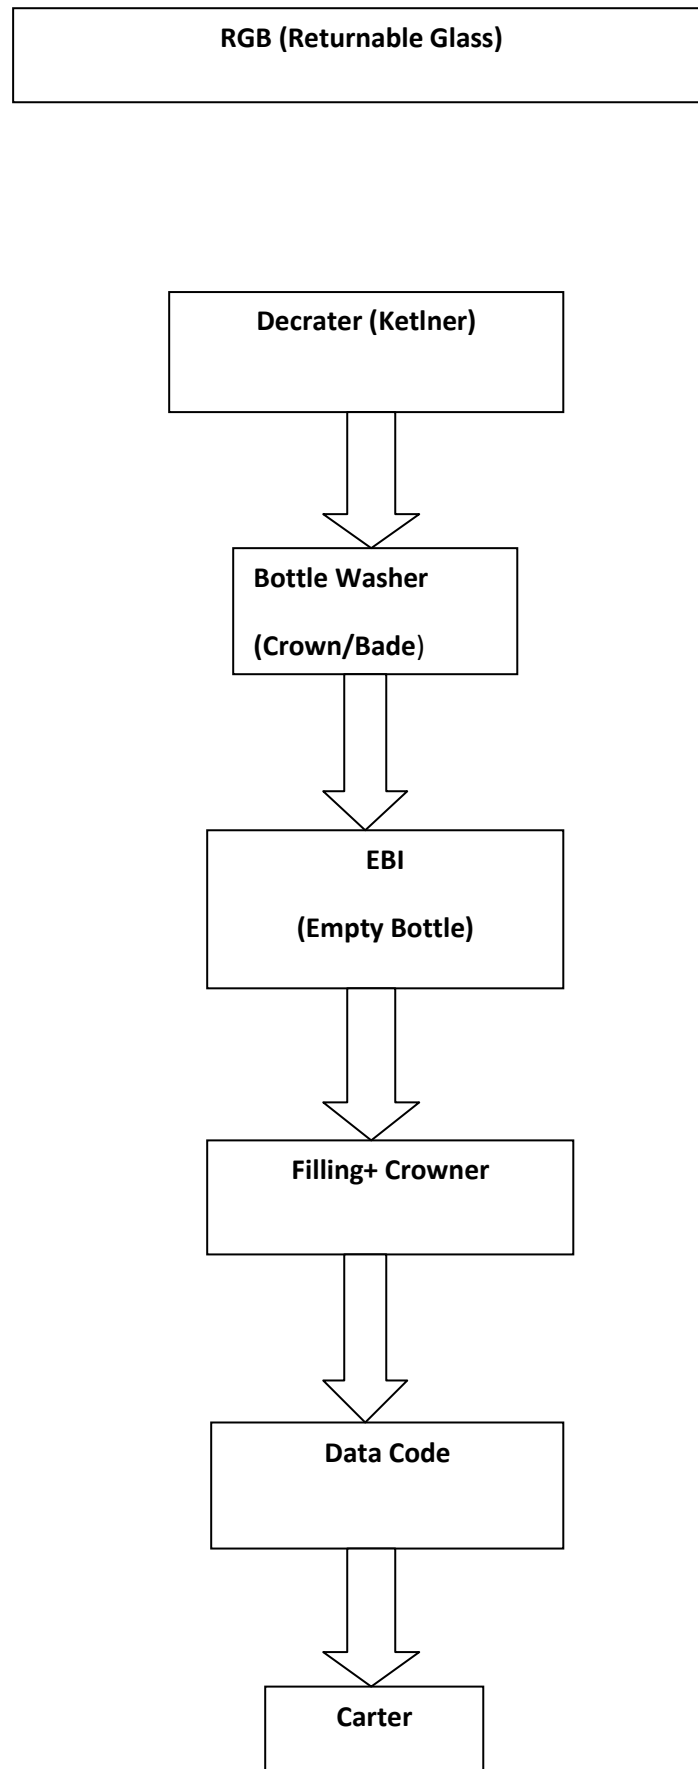 RGB (Returnable Glass)
Decrater (Ketlner)
Bottle Washer
(Crown/Bade)
EBI
(Empty Bottle)
Filling+ Crowner
Data Code
Carter